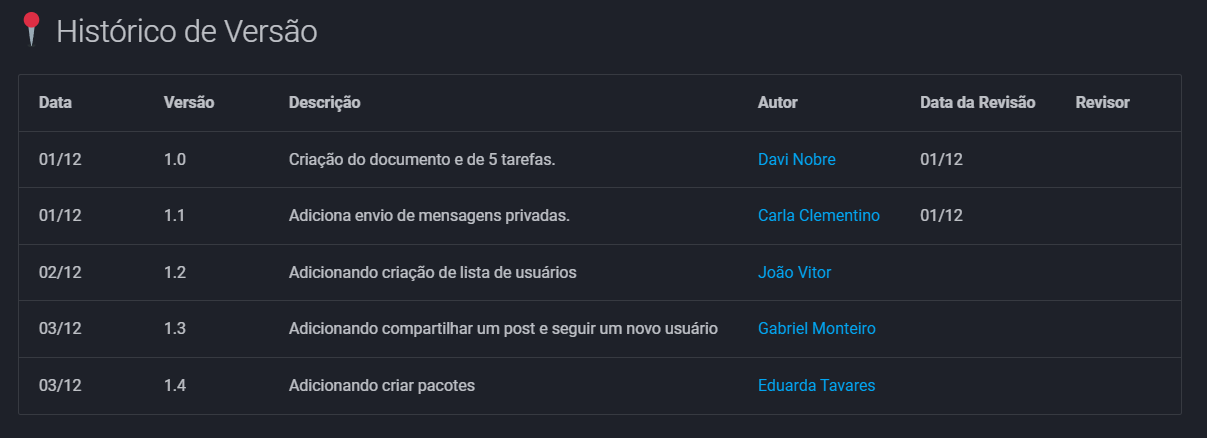 Histórico de Versão
Data Versão Descrição Autor Data da Revisão Revisor
01/12 1.0 Criação do documento e de 5 tarefas. Davi Nobre 01/12
01/12 1.1 Adiciona envio de mensagens privadas. Carla Clementino 01/12
02/12 1.2 Adicionando criação de lista de usuários João Vitor
03/12 1.3 Adicionando compartilhar um post e seguir um novo usuário Gabriel Monteiro
03/12 1.4 Adicionando criar pacotes Eduarda Tavares